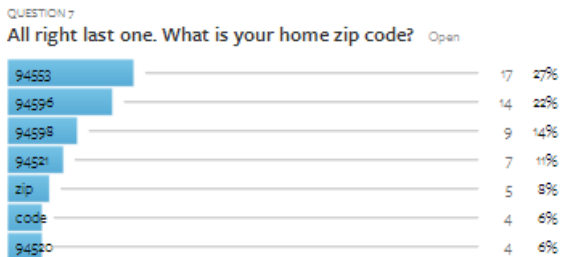 QUESTION 7
All right last one. What is your home zip code? Open
94553 17 27%
94596 14 22%
94598 9 14%
94521 7 11%
zip 5 8%
code 4 6%
94520 4 6%